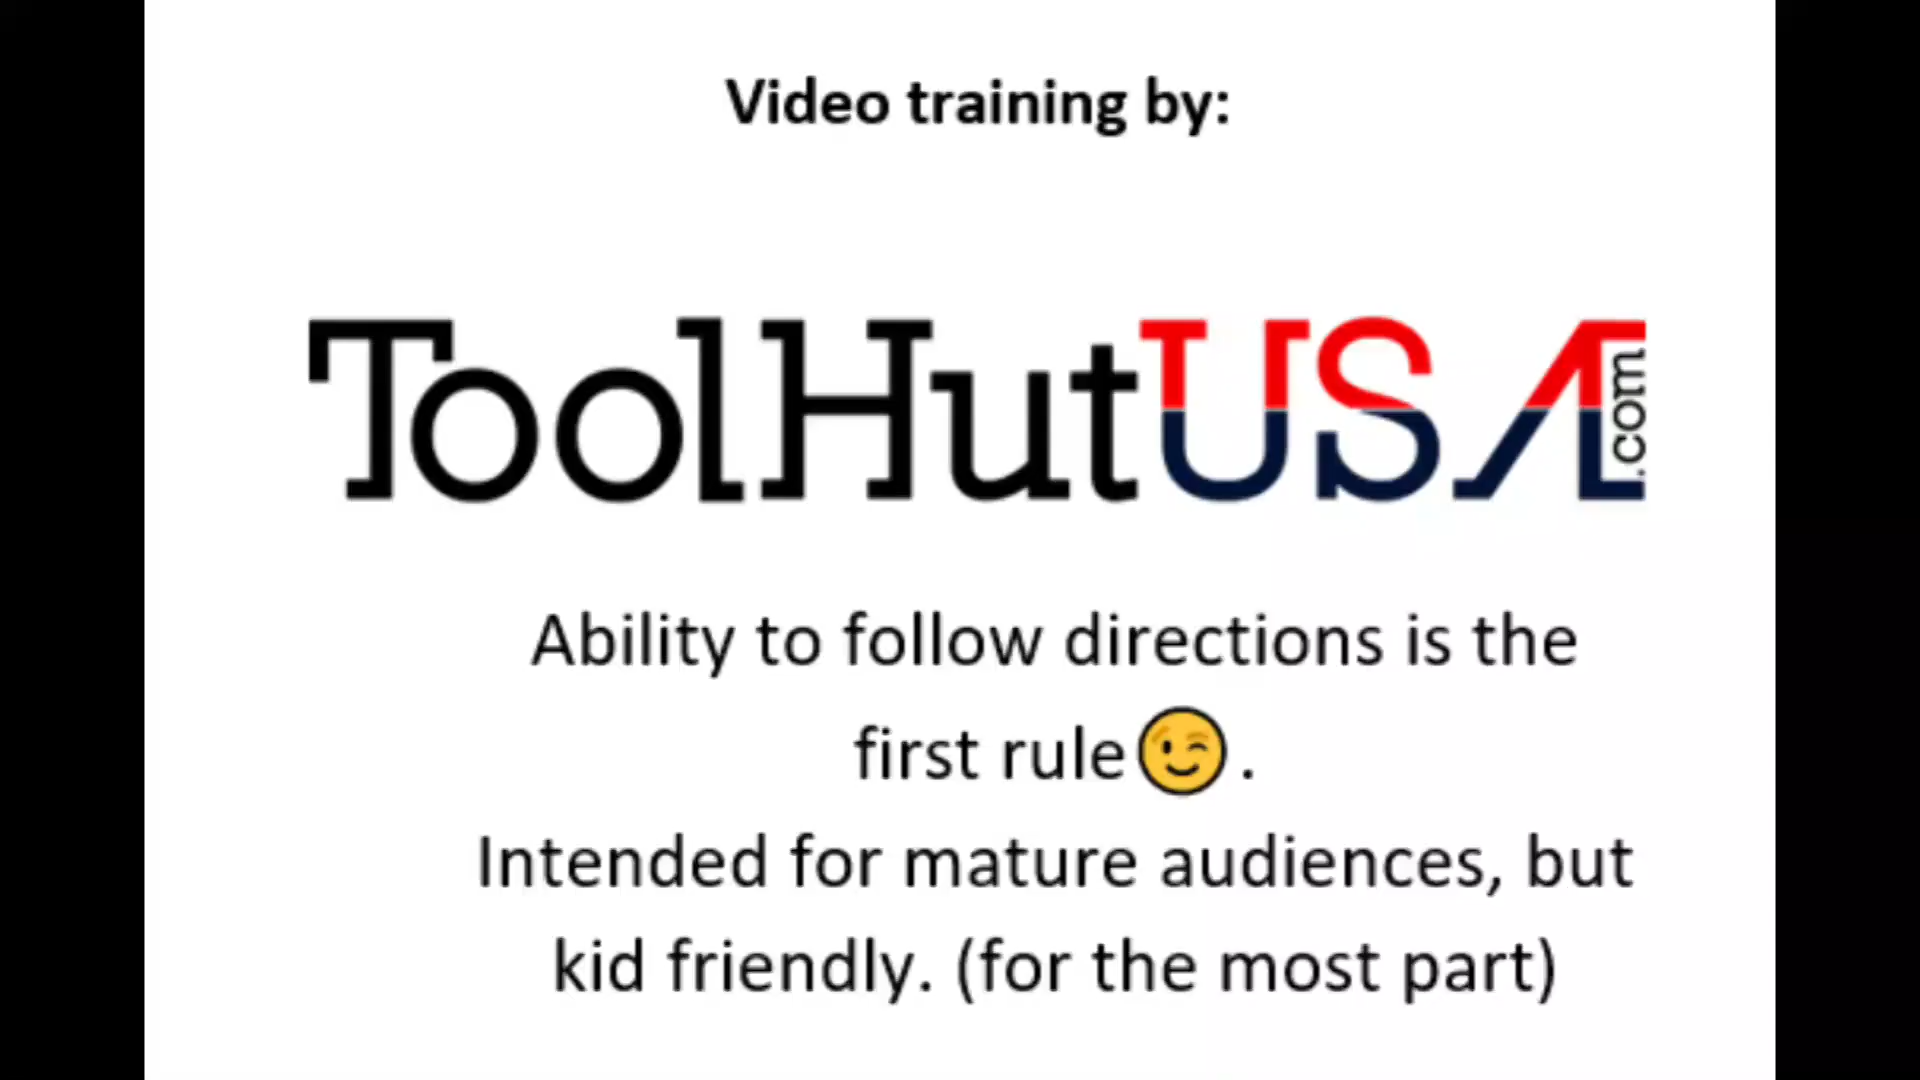 Video training by:
ToolHutUSA.com
Ability to follow directions is the
first rule😉.
Intended for mature audiences, but
kid friendly. (for the most part)